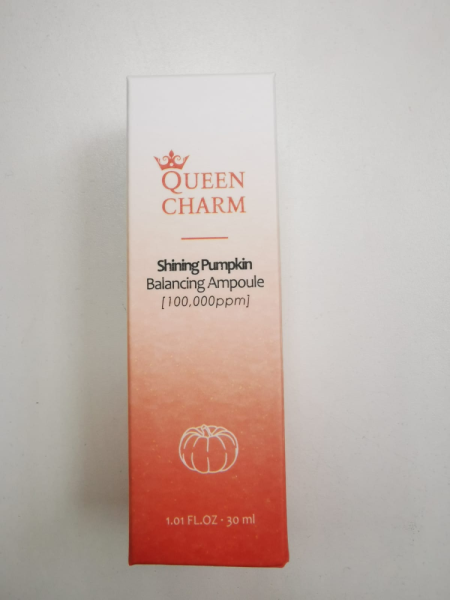 QUEEN
CHARM
Shining Pumpkin
Balancing Ampoule
[100,000ppm]
1.01 FL.OZ · 30 ml